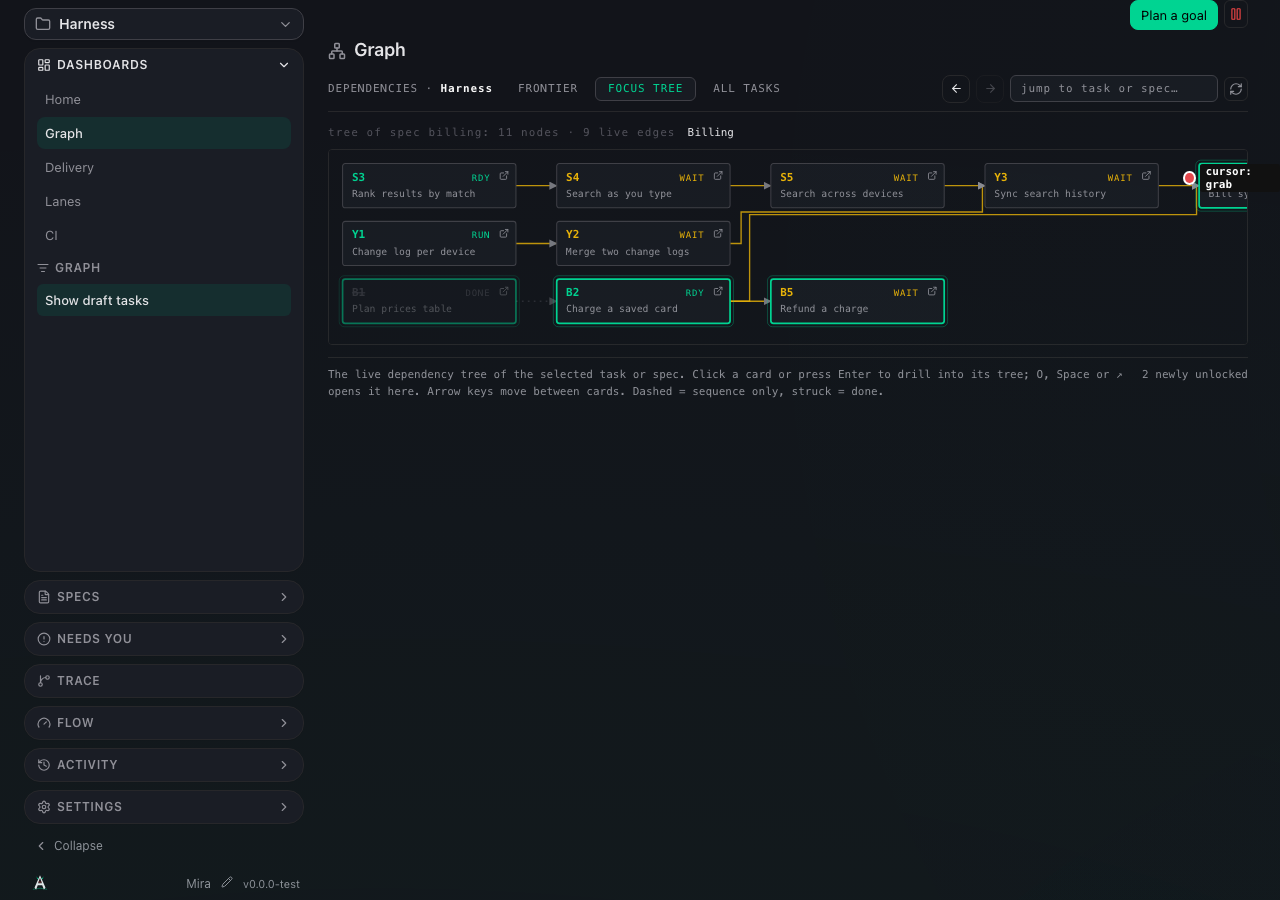 Harness
DASHBOARDS
Home
Graph
Delivery
Lanes
CI
GRAPH
Show draft tasks
SPECS
NEEDS YOU
TRACE
FLOW
ACTIVITY
SETTINGS
Collapse
Mira v0.0.0-test
Plan a goal
Graph
DEPENDENCIES · Harness FRONTIER FOCUS TREE ALL TASKS jump to task or spec…
tree of spec billing: 11 nodes · 9 live edges Billing
S3 RDY
Rank results by match
S4 WAIT
Search as you type
S5 WAIT
Search across devices
Y3 WAIT
Sync search history
cursor:
grab
Y1 RUN
Change log per device
Y2 WAIT
Merge two change logs
B1 DONE
Plan prices table
B2 RDY
Charge a saved card
B5 WAIT
Refund a charge
The live dependency tree of the selected task or spec. Click a card or press Enter to drill into its tree; O, Space or ↗ 2 newly unlocked
opens it here. Arrow keys move between cards. Dashed = sequence only, struck = done.